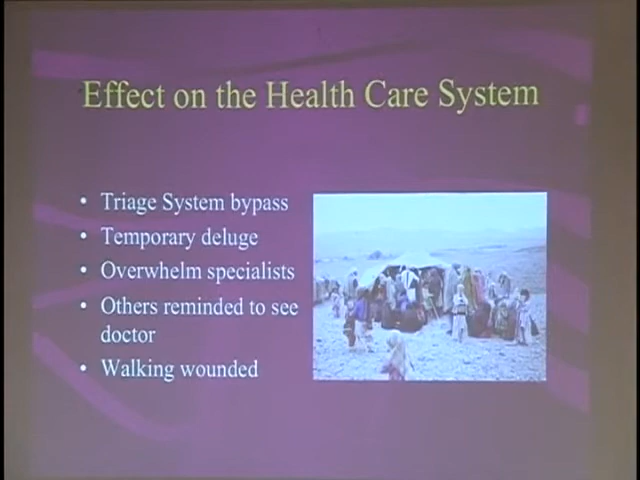 Effect on the Health Care System
• Triage System bypass
• Temporary deluge
• Overwhelm specialists
• Others reminded to see
doctor
• Walking wounded